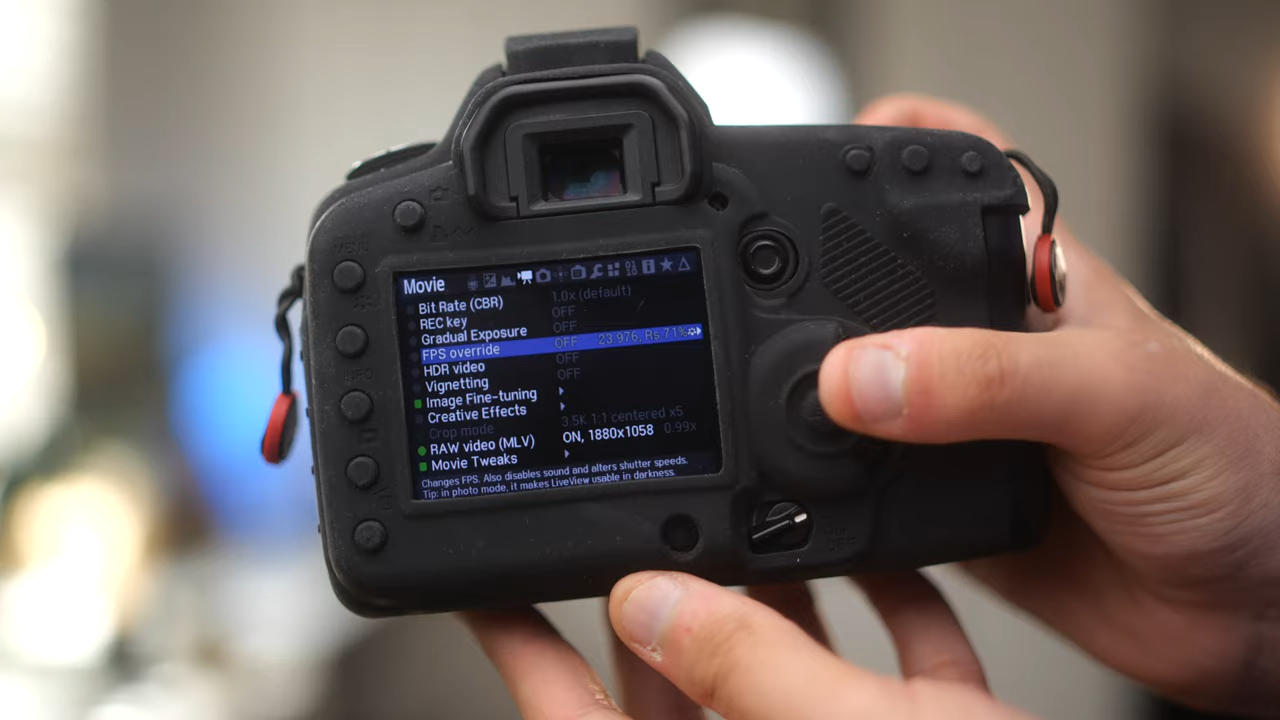 MENU
INFO
Movie
Bit Rate (CBR) 1.0x (default)
REC key OFF
Gradual Exposure OFF
FPS override OFF 23.976, Rs 71%
HDR video OFF
Vignetting OFF
Image Fine-tuning
Creative Effects
Crop mode 3.5K 1:1 centered x5
RAW video (MLV) ON, 1880x1058 0.99x
Movie Tweaks
Changes FPS. Also disables sound and alters shutter speeds.
Tip: in photo mode, it makes LiveView usable in darkness.
OFF